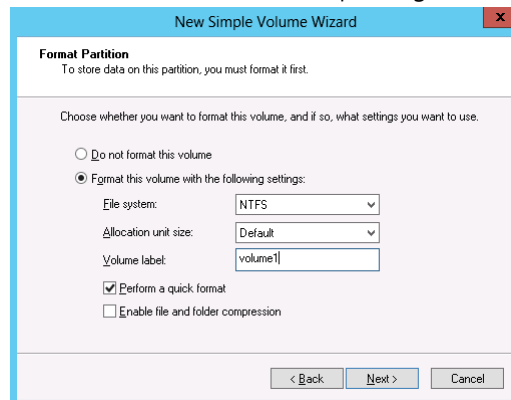 New Simple Volume Wizard
x
Format Partition
To store data on this partition, you must format it first.
Choose whether you want to format this volume, and if so, what settings you want to use.
Do not format this volume
Format this volume with the following settings:
File system: NTFS
Allocation unit size: Default
Volume label: volume1
Perform a quick format
Enable file and folder compression
< Back Next > Cancel